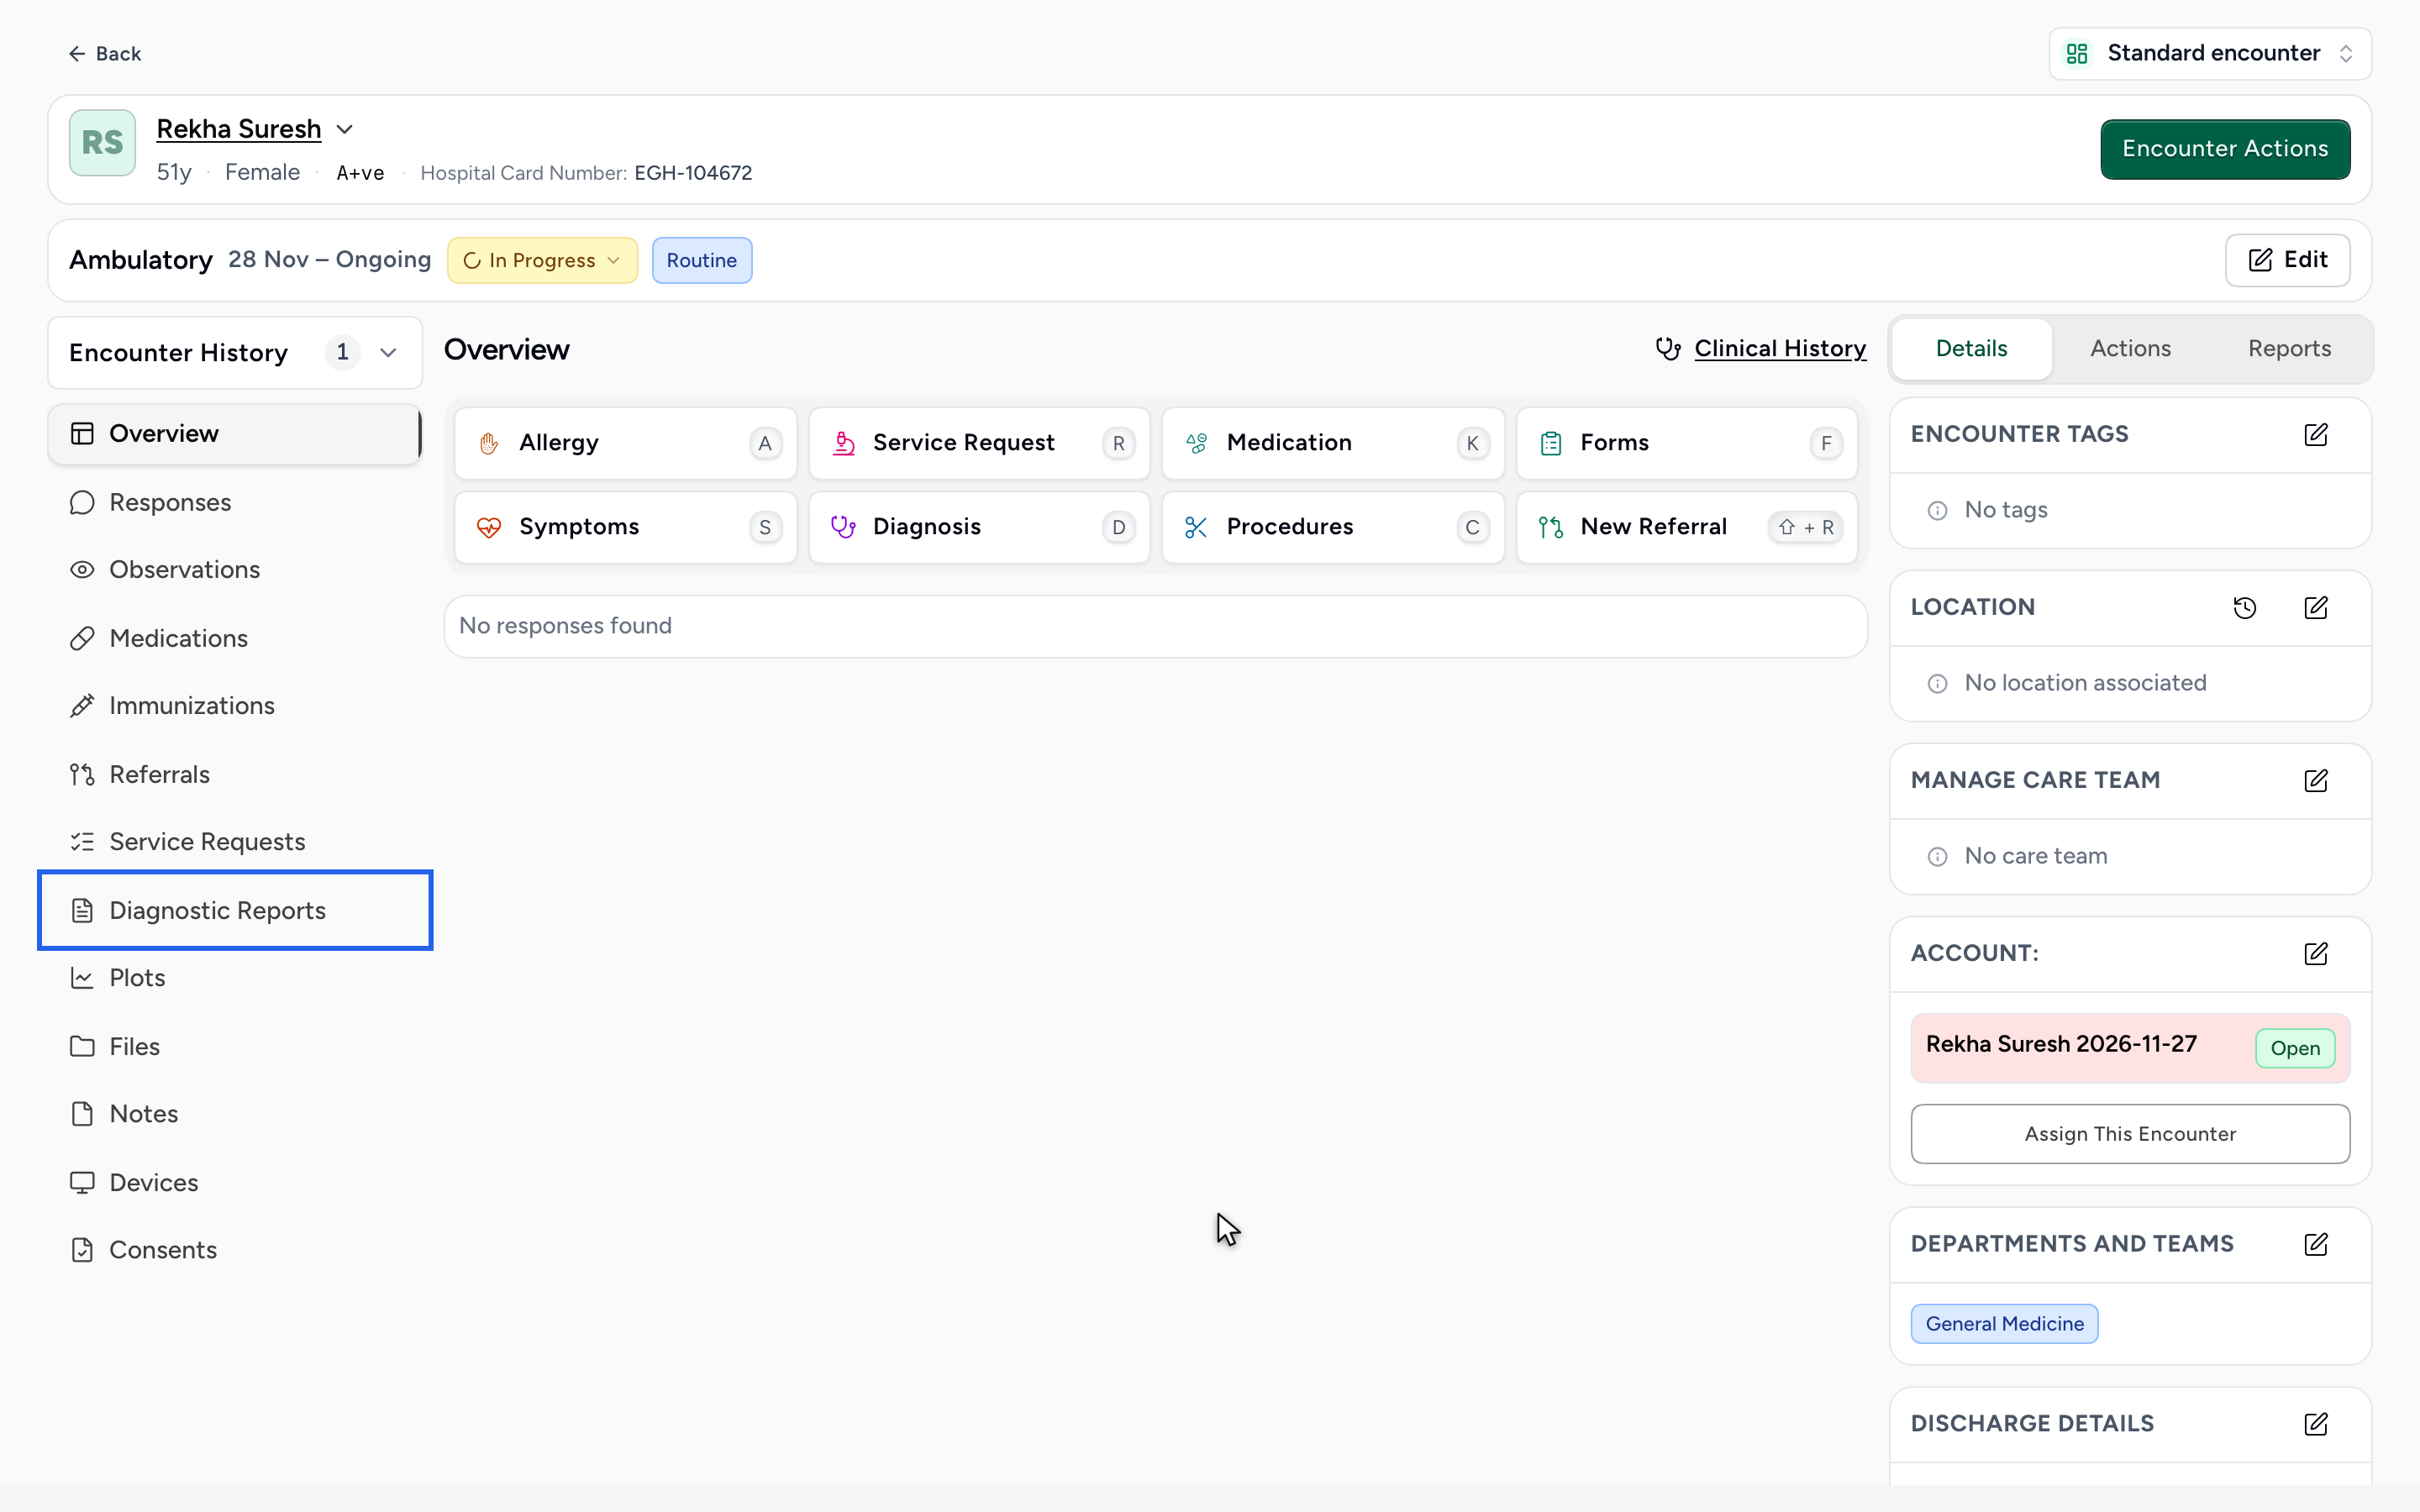 Back
Standard encounter
RS
Rekha Suresh
51y · Female · A+ve · Hospital Card Number: EGH-104672
Encounter Actions
Ambulatory 28 Nov – Ongoing In Progress Routine
Edit
Encounter History 1
Overview
Responses
Observations
Medications
Immunizations
Referrals
Service Requests
Diagnostic Reports
Plots
Files
Notes
Devices
Consents
Overview
Clinical History
Allergy A
Service Request R
Medication K
Forms F
Symptoms S
Diagnosis D
Procedures C
New Referral ⇧ + R
No responses found
Details Actions Reports
ENCOUNTER TAGS
No tags
LOCATION
No location associated
MANAGE CARE TEAM
No care team
ACCOUNT:
Rekha Suresh 2026-11-27 Open
Assign This Encounter
DEPARTMENTS AND TEAMS
General Medicine
DISCHARGE DETAILS